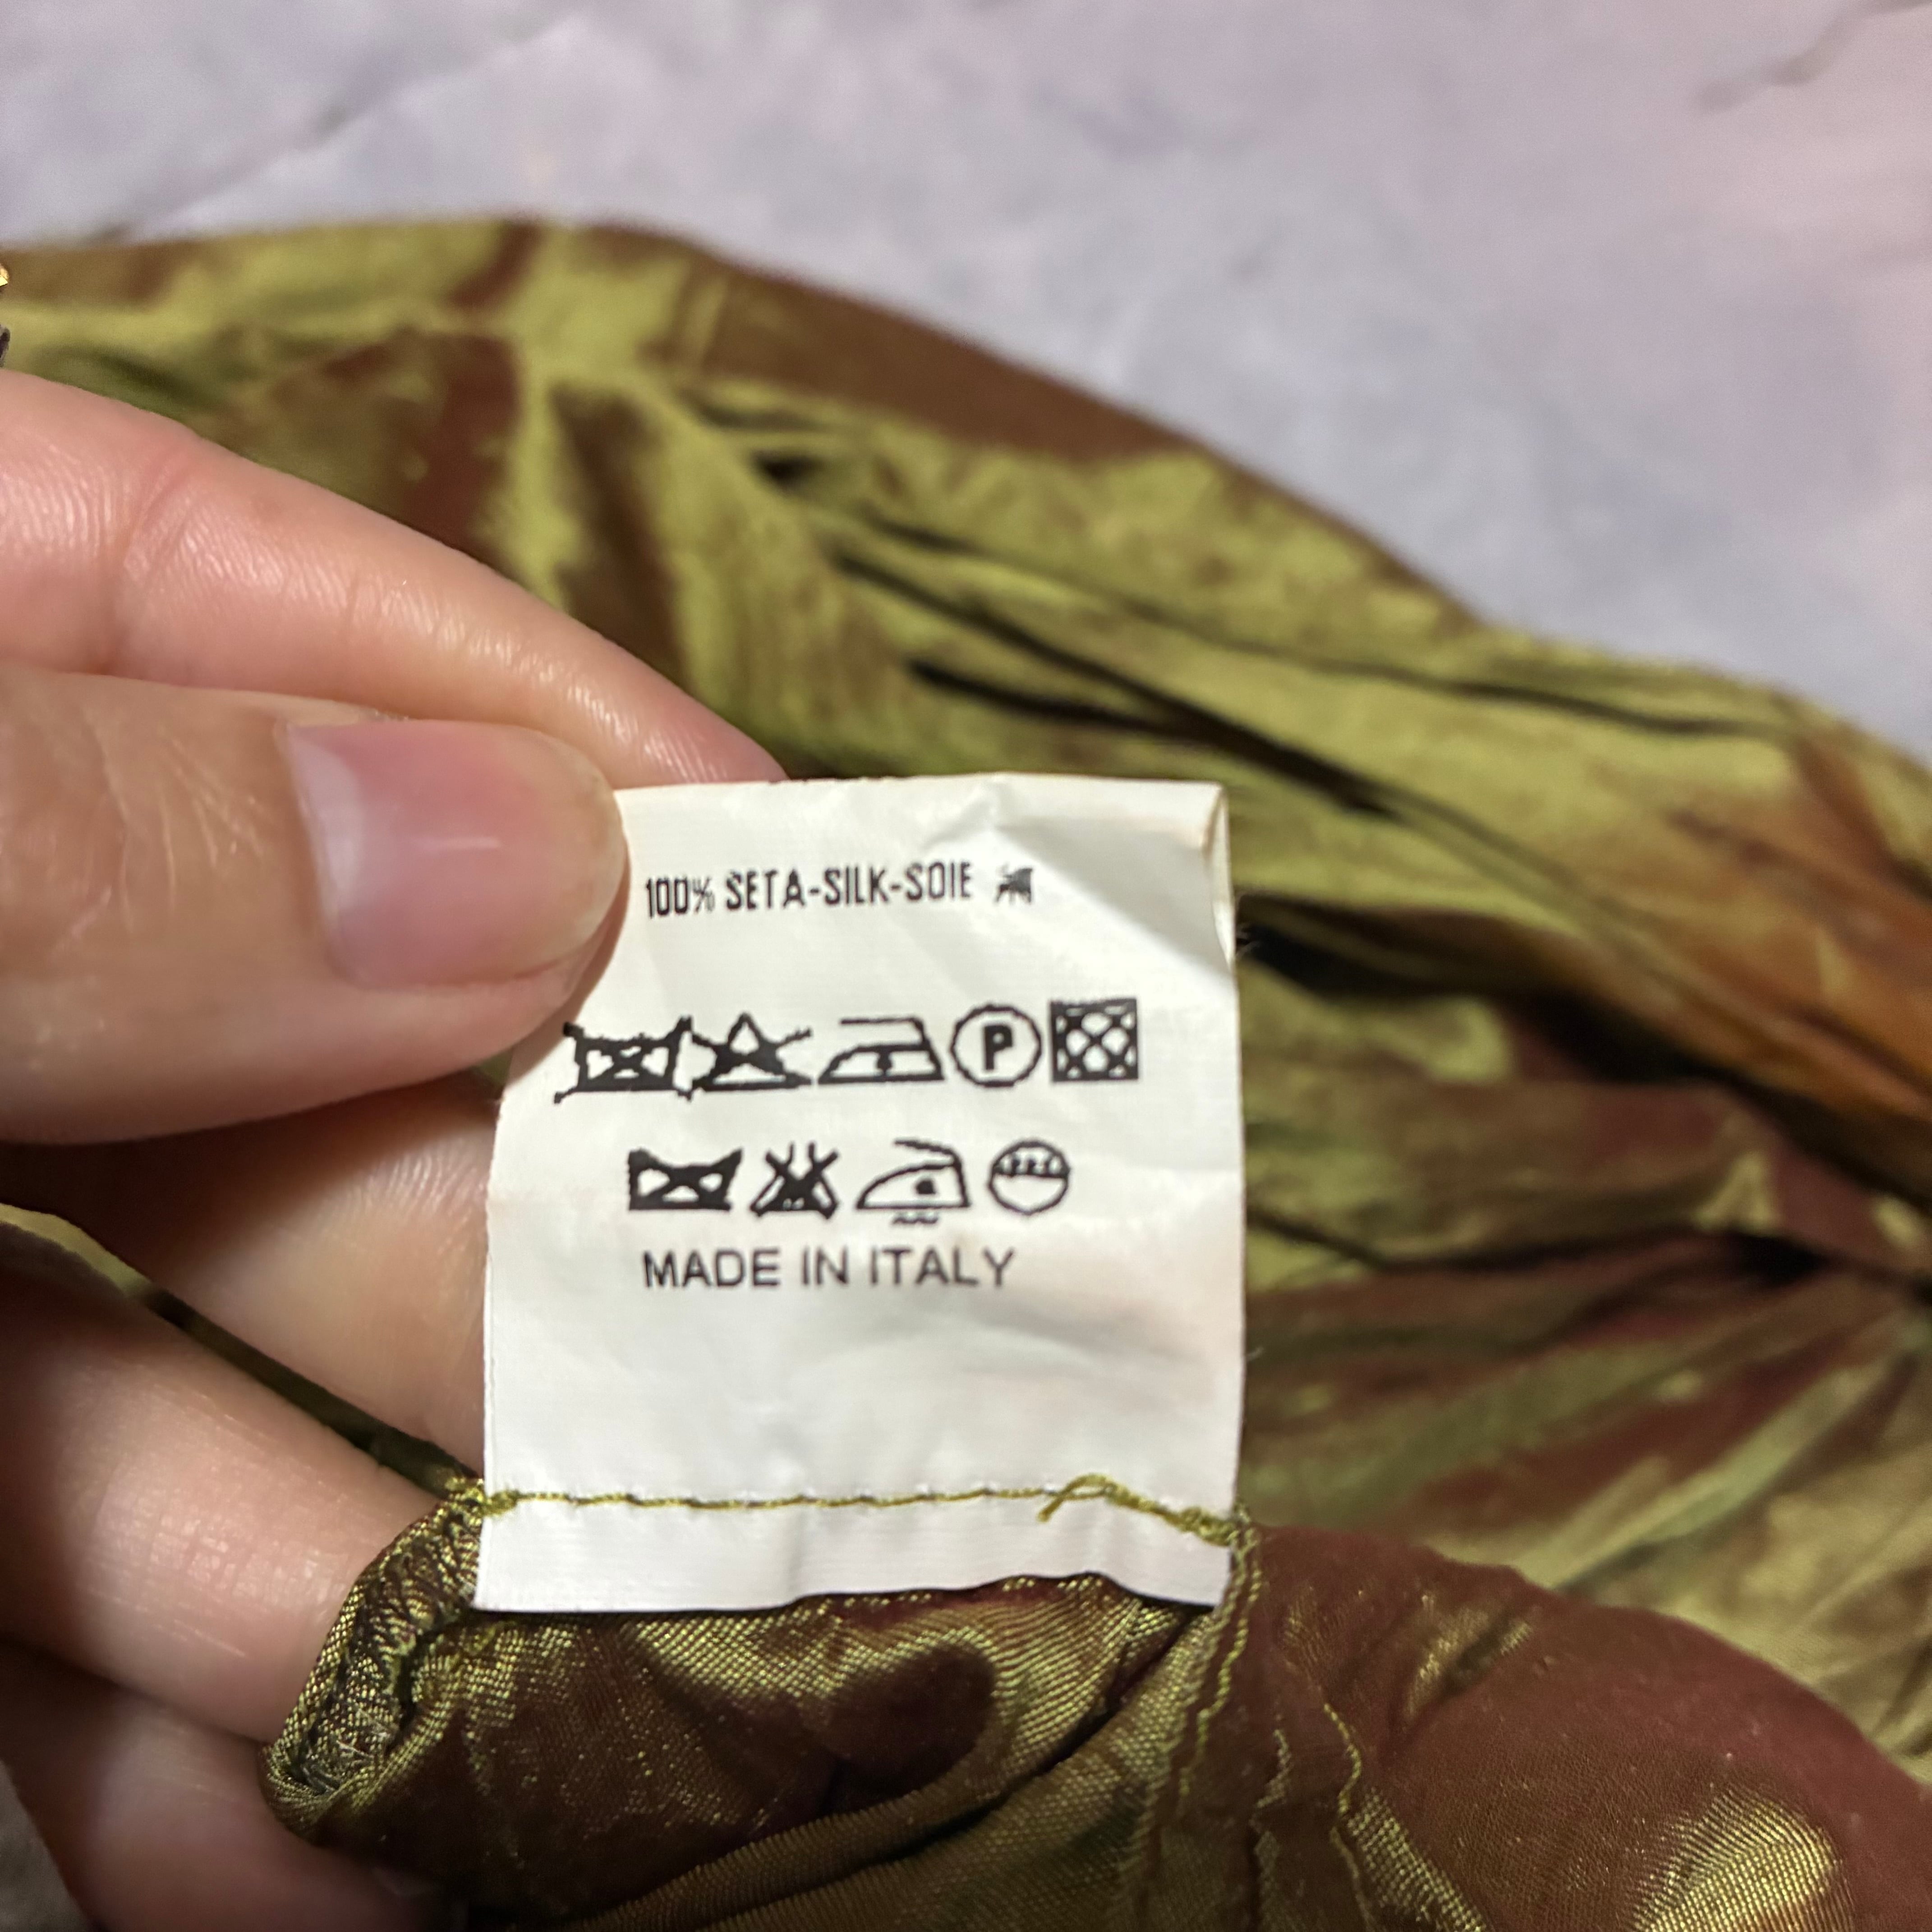 100% SETA-SILK-SOIE
P
MADE IN ITALY